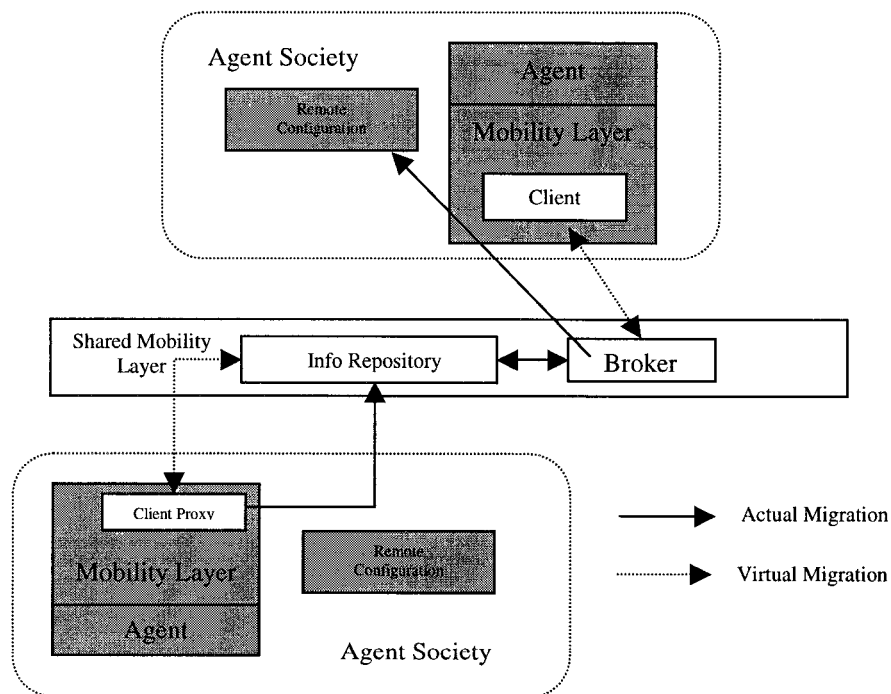 Agent Society
Remote
Configuration
Agent
Mobility Layer
Client
Shared Mobility
Layer
Info Repository
Broker
Client Proxy
Mobility Layer
Agent
Remote
Configuration
Agent Society
Actual Migration
Virtual Migration